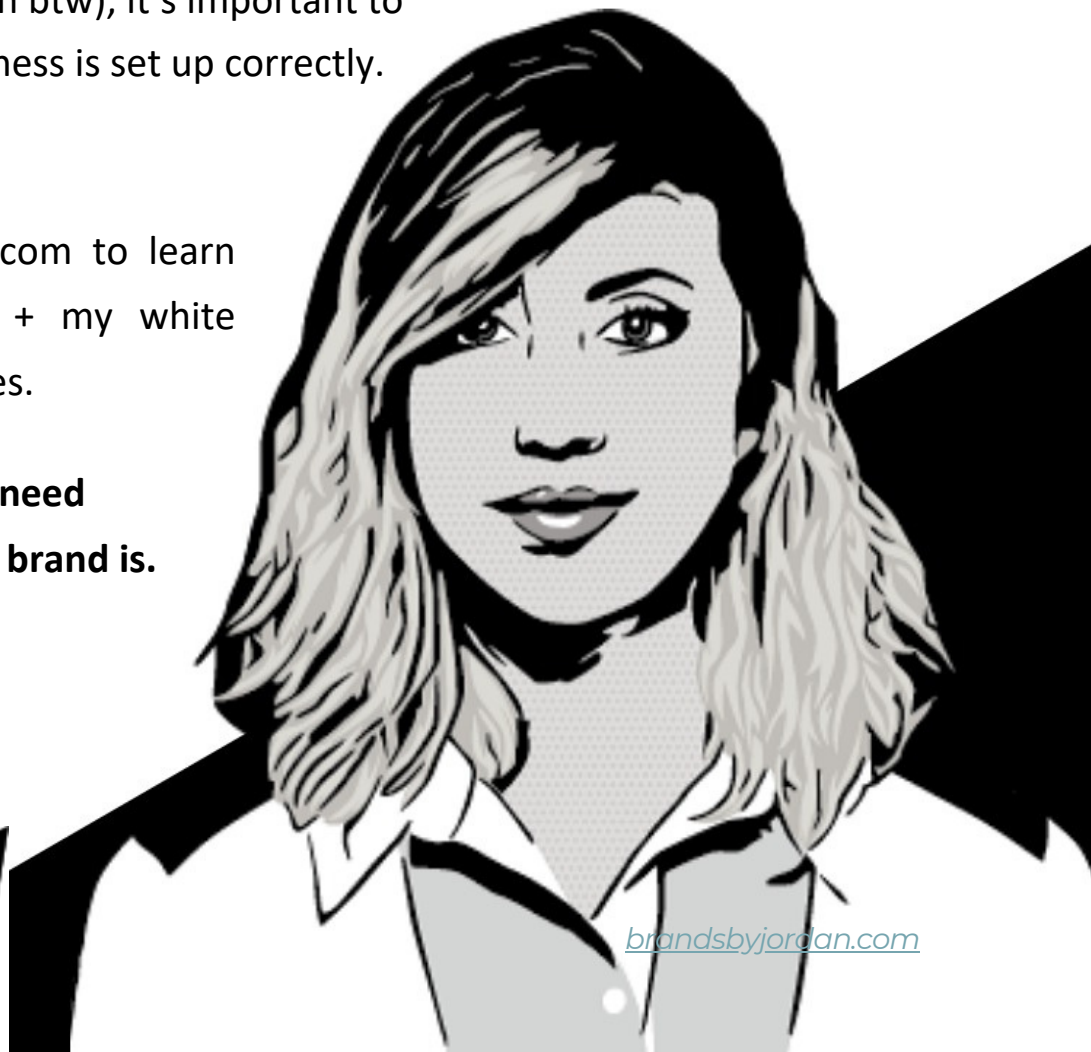 n btw), it's important to
ness is set up correctly.
com to learn
+ my white
es.
need
brand is.
brandsbyjordan.com